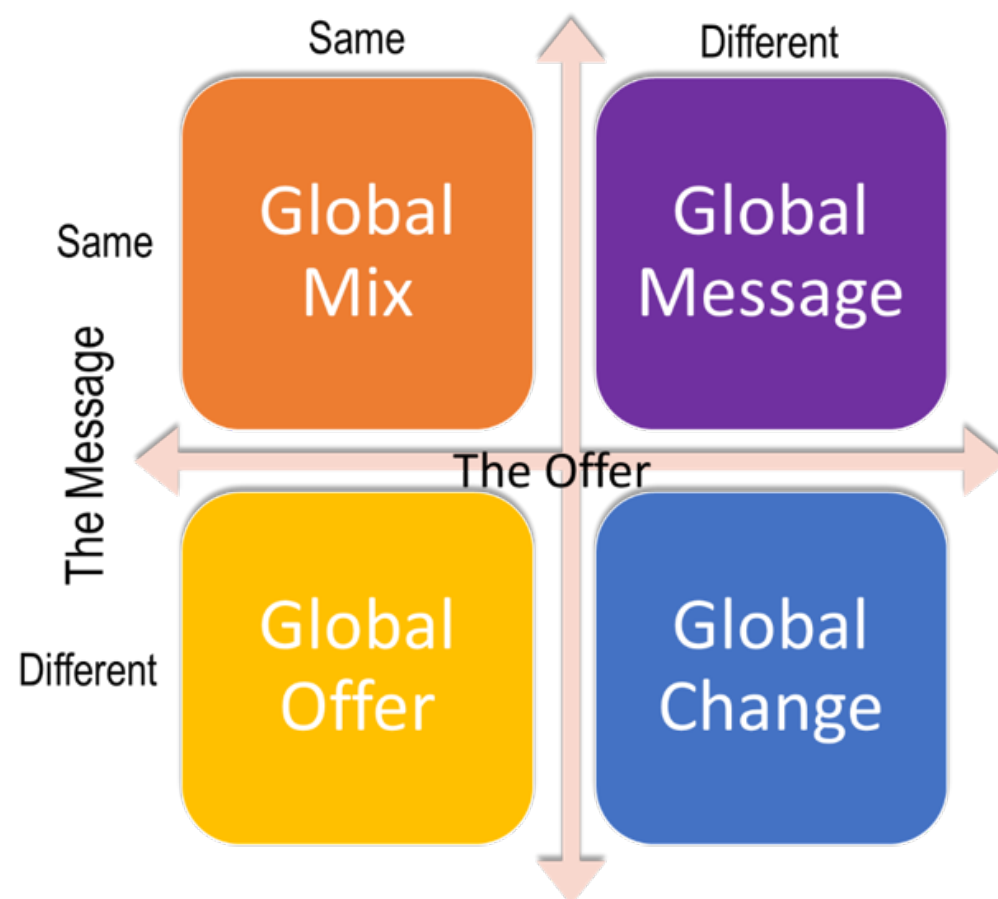 Same
Different
Same
Global
Mix
Global
Message
The Message
The Offer
Different
Global
Offer
Global
Change